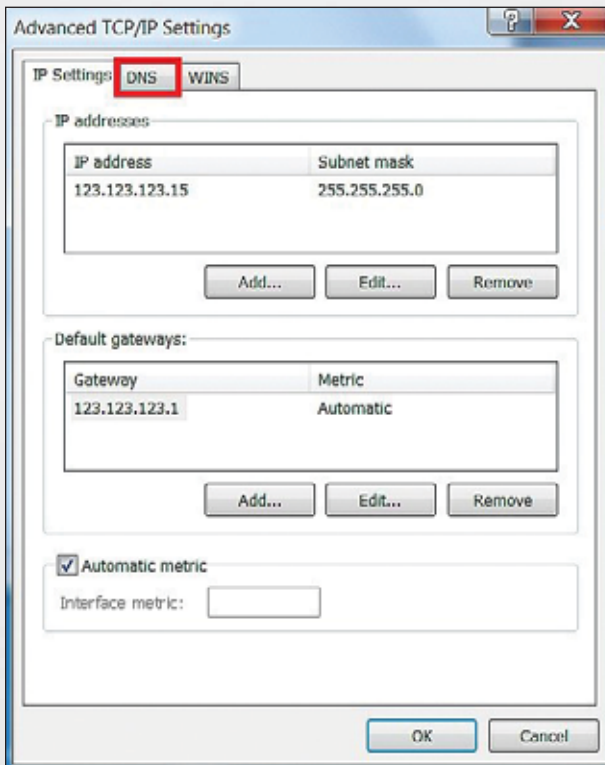 Advanced TCP/IP Settings
? X
IP Settings DNS WINS
IP addresses
IP address Subnet mask
123.123.123.15 255.255.255.0
Add... Edit... Remove
Default gateways:
Gateway Metric
123.123.123.1 Automatic
Add... Edit... Remove
Automatic metric
Interface metric:
OK Cancel